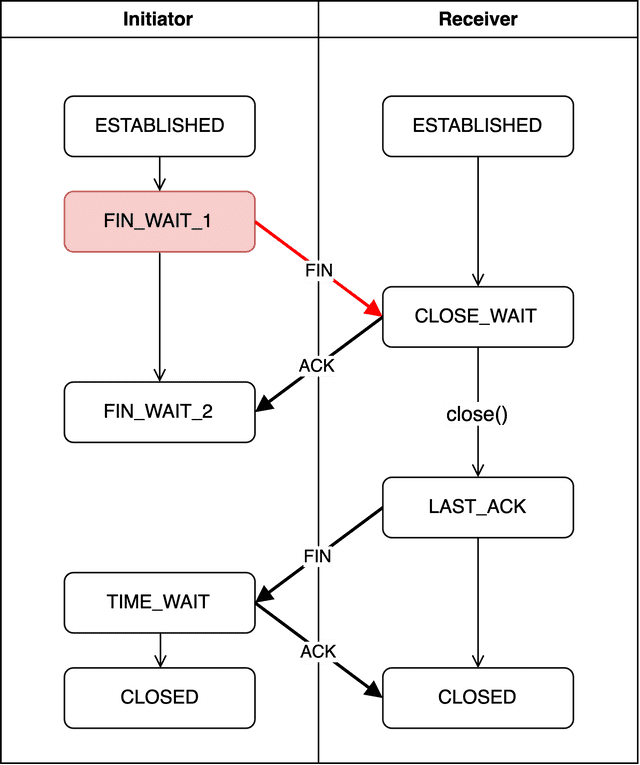 Initiator
Receiver
ESTABLISHED
ESTABLISHED
FIN_WAIT_1
FIN
CLOSE_WAIT
ACK
FIN_WAIT_2
close()
LAST_ACK
FIN
TIME_WAIT
ACK
CLOSED
CLOSED